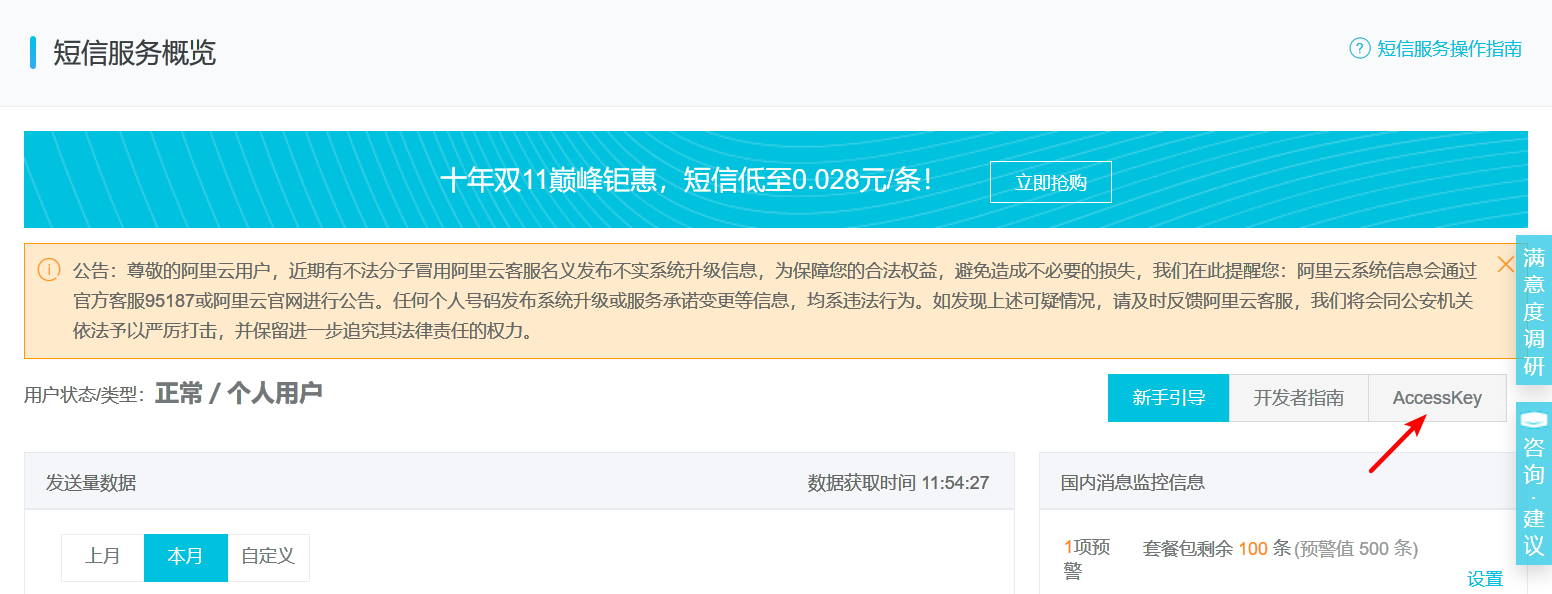 短信服务概览
? 短信服务操作指南
十年双11巅峰钜惠，短信低至0.028元/条！
立即抢购
公告：尊敬的阿里云用户，近期有不法分子冒用阿里云客服名义发布不实系统升级信息，为保障您的合法权益，避免造成不必要的损失，我们在此提醒您：阿里云系统信息会通过
官方客服95187或阿里云官网进行公告。任何个人号码发布系统升级或服务承诺变更等信息，均系违法行为。如发现上述可疑情况，请及时反馈阿里云客服，我们将会同公安机关
依法予以严厉打击，并保留进一步追究其法律责任的权力。
满意度调研
用户状态/类型：正常 / 个人用户
新手引导
开发者指南
AccessKey
咨询·建议
发送量数据
数据获取时间 11:54:27
国内消息监控信息
上月
本月
自定义
1项预
警
套餐包剩余 100 条 (预警值 500 条)
设置